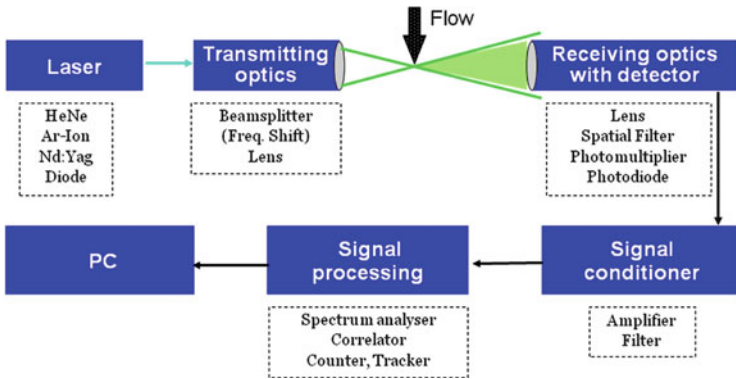 Flow
Laser
Transmitting
optics
Receiving optics
with detector
HeNe
Ar-Ion
Nd:Yag
Diode
Beamsplitter
(Freq. Shift)
Lens
Lens
Spatial Filter
Photomultiplier
Photodiode
PC
Signal
processing
Signal
conditioner
Spectrum analyser
Correlator
Counter, Tracker
Amplifier
Filter